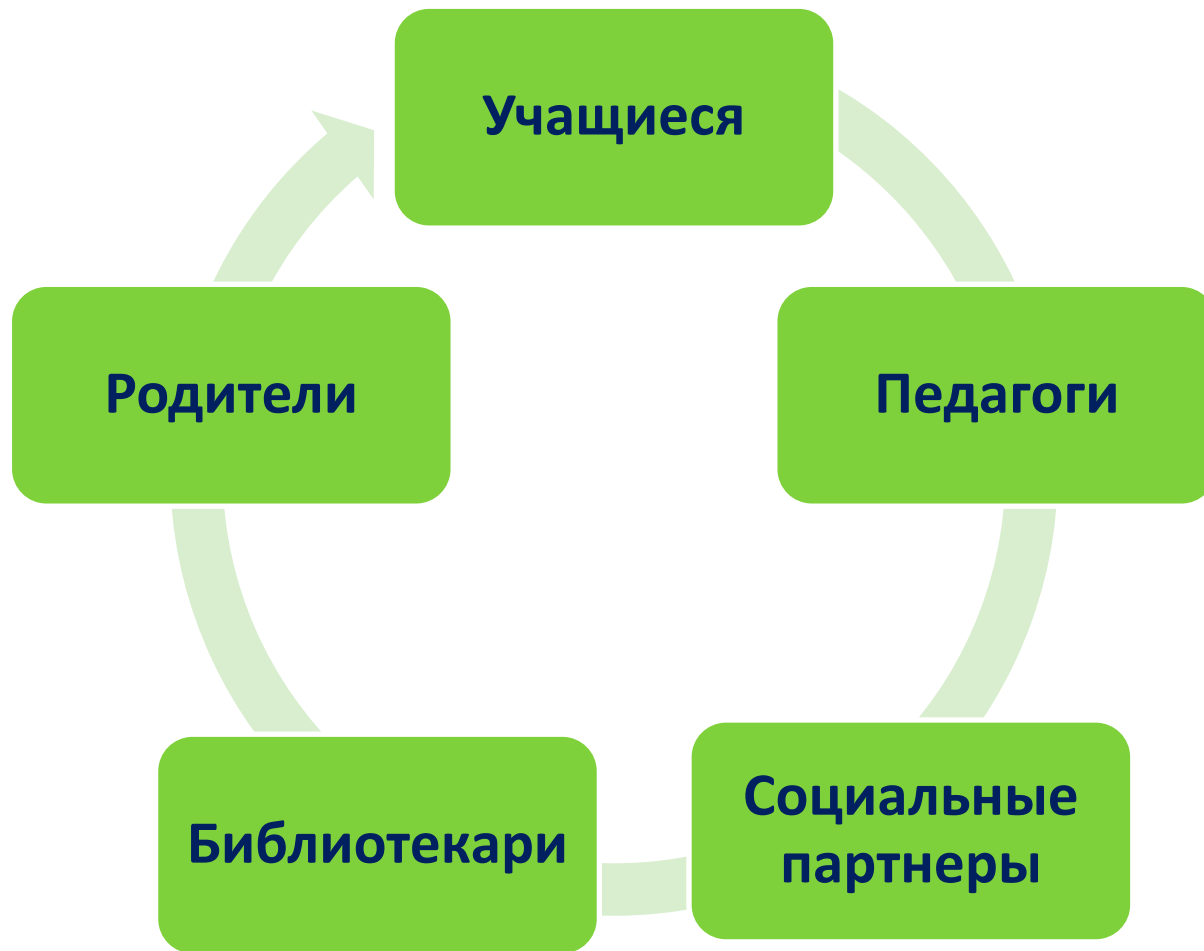 Учащиеся
Родители
Педагоги
Социальные
партнеры
Библиотекари